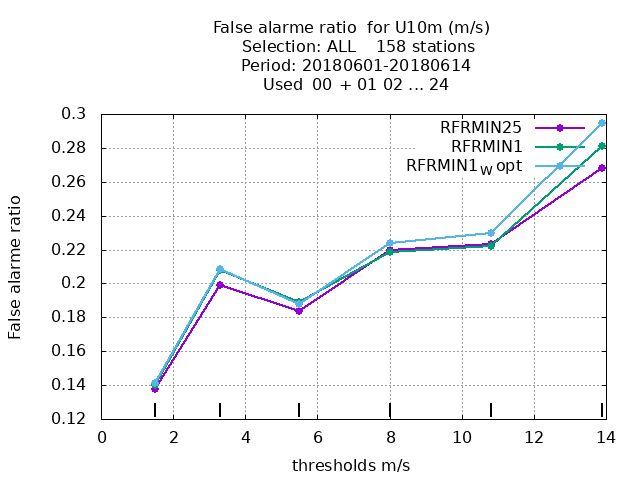 False alarme ratio  for U10m (m/s)
Selection: ALL    158 stations
Period: 20180601-20180614
Used  00 + 01 02 ... 24
RFRMIN25
RFRMIN1
RFRMIN1W opt
False alarme ratio
0.3
0.28
0.26
0.24
0.22
0.2
0.18
0.16
0.14
0.12
0 2 4 6 8 10 12 14
thresholds m/s